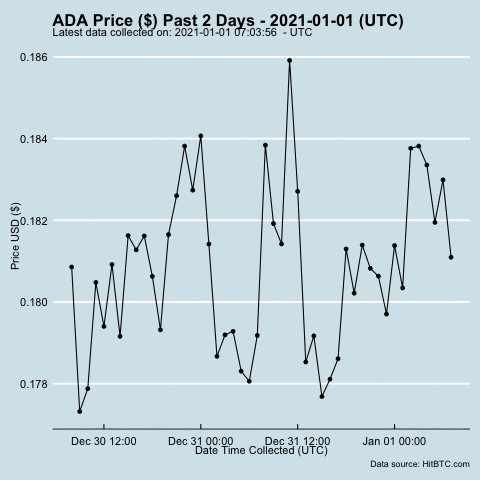 ADA Price ($) Past 2 Days - 2021-01-01 (UTC)
Latest data collected on: 2021-01-01 07:03:56 - UTC
0.186
0.184
0.182
0.180
0.178
Price USD ($)
Dec 30 12:00 Dec 31 00:00 Dec 31 12:00 Jan 01 00:00
Date Time Collected (UTC)
Data source: HitBTC.com